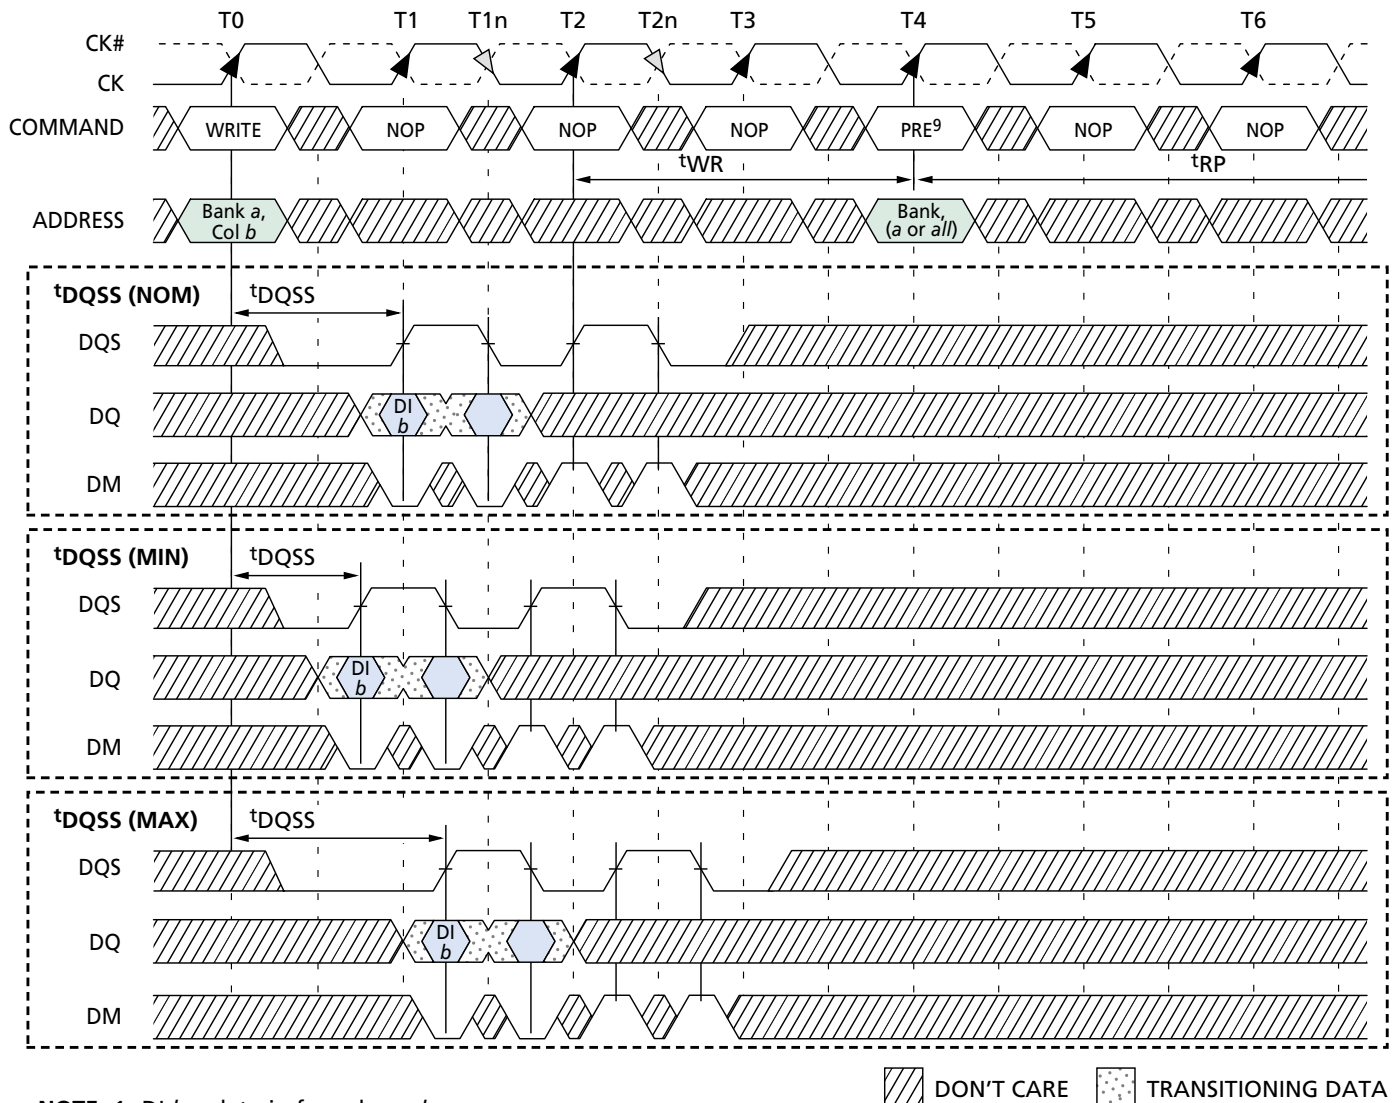 T0 T1 T1n T2 T2n T3 T4 T5 T6
CK#
CK
COMMAND WRITE NOP NOP NOP PRE9 NOP NOP
tWR tRP
ADDRESS Bank a, Col b Bank, (a or all)
tDQSS (NOM) tDQSS
DQS
DQ DI b
DM
tDQSS (MIN) tDQSS
DQS
DQ DI b
DM
tDQSS (MAX) tDQSS
DQS
DQ DI b
DM
DON'T CARE TRANSITIONING DATA